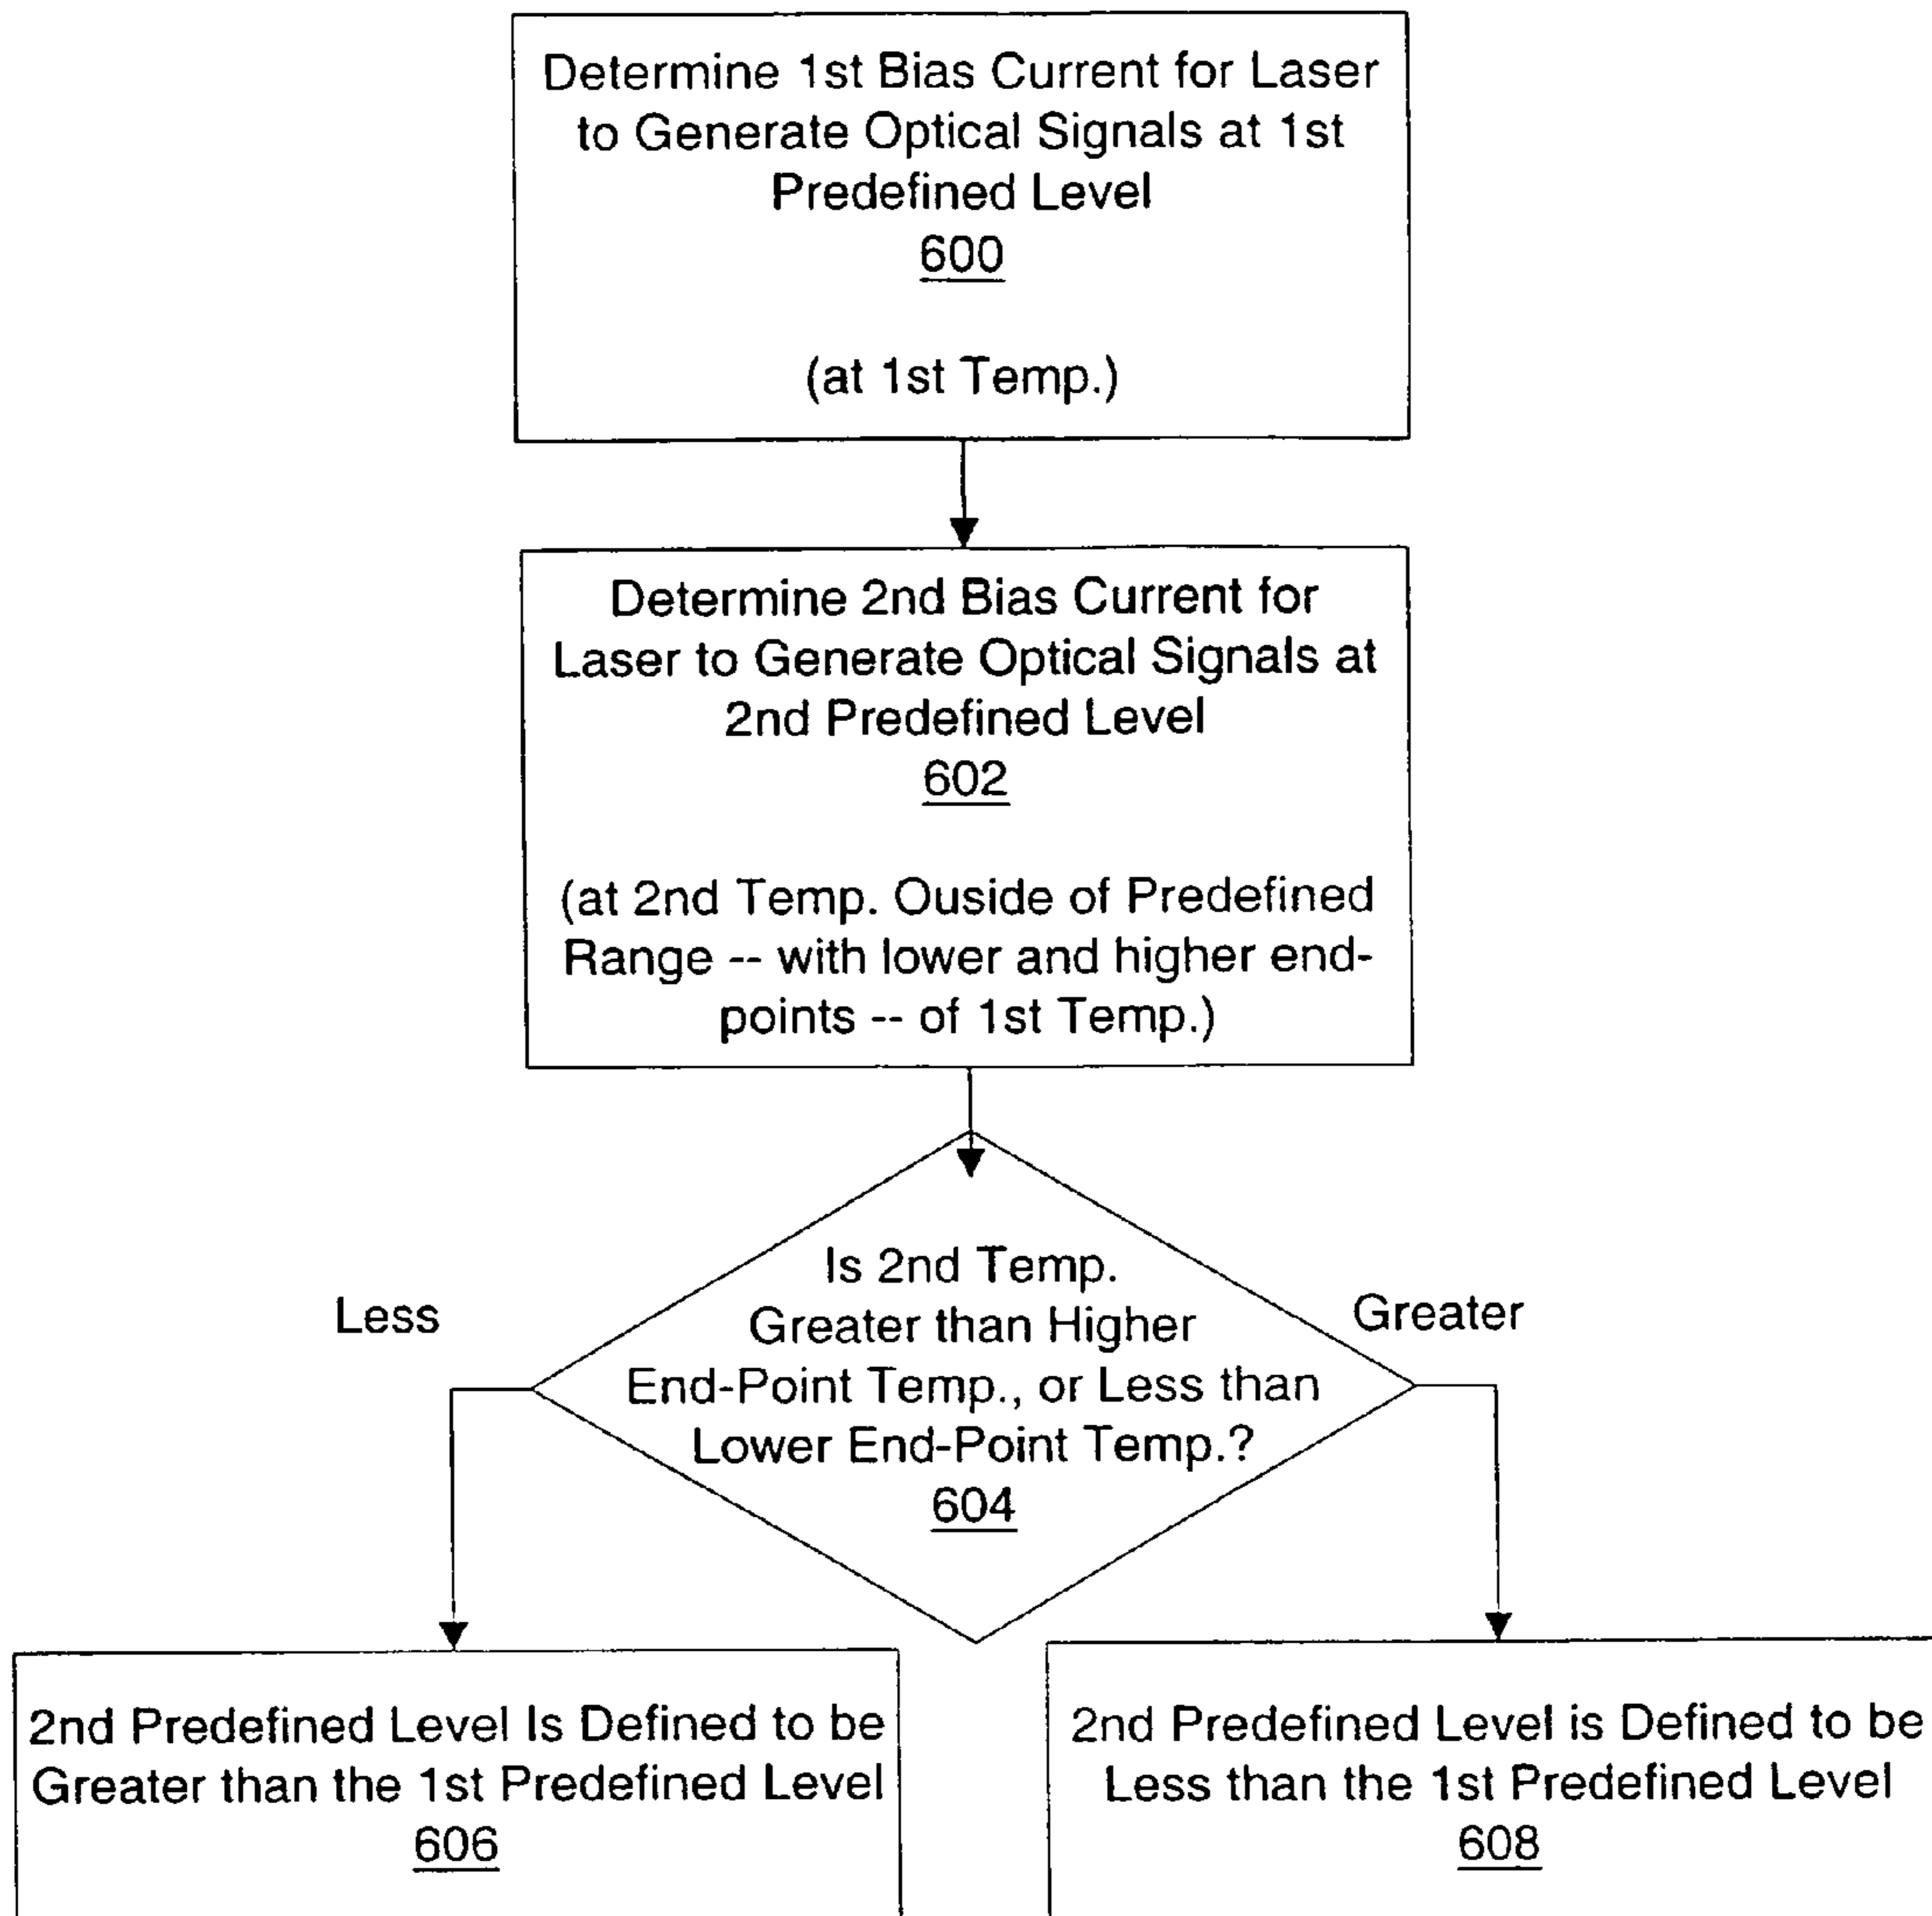 Determine 1st Bias Current for Laser
to Generate Optical Signals at 1st
Predefined Level
600
(at 1st Temp.)
Determine 2nd Bias Current for
Laser to Generate Optical Signals at
2nd Predefined Level
602
(at 2nd Temp. Ouside of Predefined
Range -- with lower and higher end-
points -- of 1st Temp.)
Is 2nd Temp.
Greater than Higher
End-Point Temp., or Less than
Lower End-Point Temp.?
604
Less
Greater
2nd Predefined Level Is Defined to be
Greater than the 1st Predefined Level
606
2nd Predefined Level is Defined to be
Less than the 1st Predefined Level
608